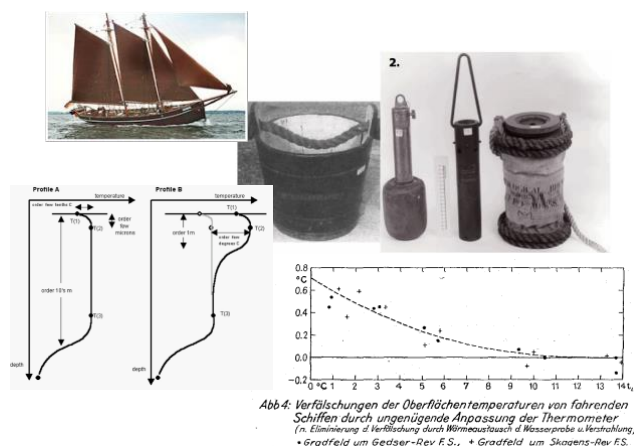 2.
Profile A
temperature
order few tenths C
T(1)
order
few
microns
T(2)
order 10's m
T(3)
depth
Profile B
temperature
T(1)
order 1m
T(2)
order few
degrees C
T(3)
depth
°C
0.8
0.6
0.4
0.2
0.0
-0.2
0 °C 1 2 3 4 5 6 7 8 9 10 11 12 13 14 t
Abb 4: Verfälschungen der Oberflächentemperaturen von fahrenden
Schiffen durch ungenügende Anpassung der Thermometer
(n. Eliminierung d. Verfälschung durch Wärmeaustausch d. Wasserprobe u. Verstrahlung,
• Gradfeld um Gedser-Rev F.S., + Gradfeld um Skagens-Rev F.S.